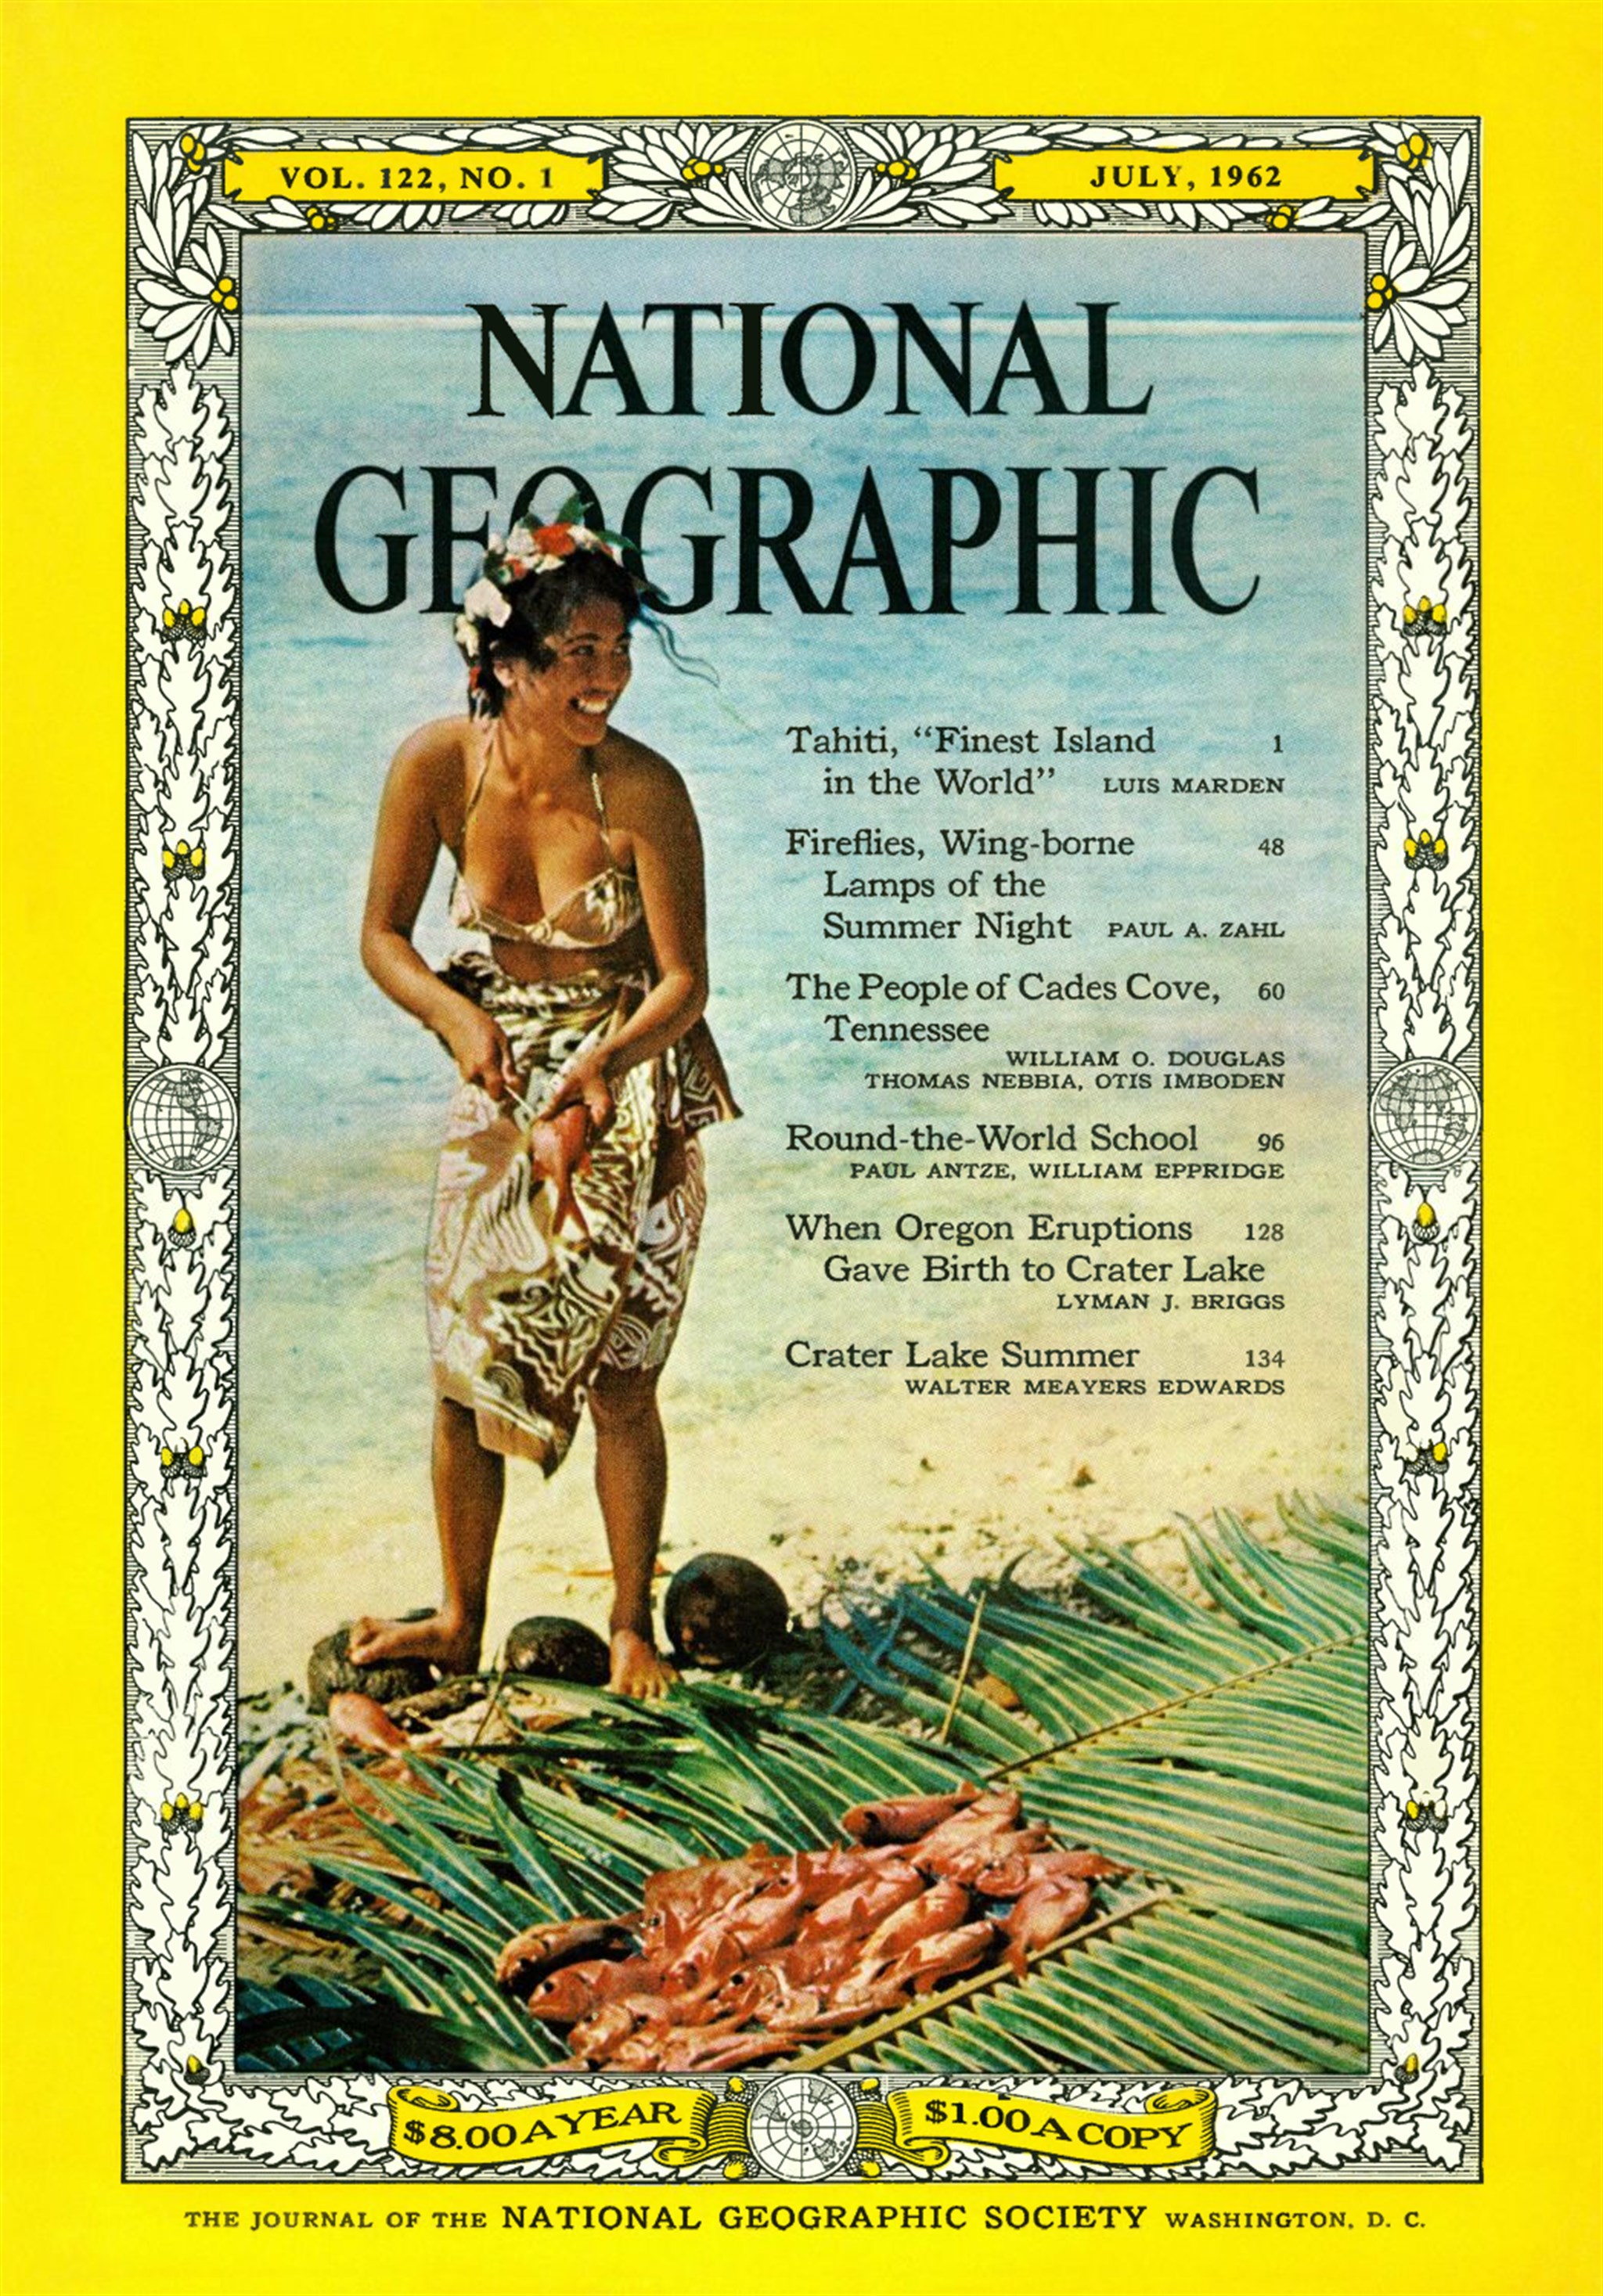 VOL. 122, NO. 1
JULY, 1962
NATIONAL
GEOGRAPHIC
Tahiti, “Finest Island 1
in the World” LUIS MARDEN
Fireflies, Wing-borne 48
Lamps of the
Summer Night PAUL A. ZAHL
The People of Cades Cove, 60
Tennessee
WILLIAM O. DOUGLAS
THOMAS NEBBIA, OTIS IMBODEN
Round-the-World School 96
PAUL ANTZE, WILLIAM EPPRIDGE
When Oregon Eruptions 128
Gave Birth to Crater Lake
LYMAN J. BRIGGS
Crater Lake Summer 134
WALTER MEAYERS EDWARDS
$8.00 A YEAR
$1.00 A COPY
THE JOURNAL OF THE NATIONAL GEOGRAPHIC SOCIETY WASHINGTON, D. C.